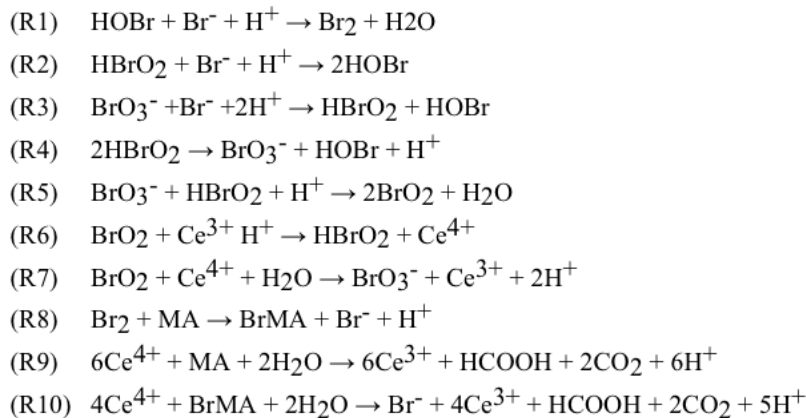 (R1) HOBr + Br⁻ + H⁺ → Br₂ + H2O
(R2) HBrO₂ + Br⁻ + H⁺ → 2HOBr
(R3) BrO₃⁻ +Br⁻ +2H⁺ → HBrO₂ + HOBr
(R4) 2HBrO₂ → BrO₃⁻ + HOBr + H⁺
(R5) BrO₃⁻ + HBrO₂ + H⁺ → 2BrO₂ + H₂O
(R6) BrO₂ + Ce³⁺ H⁺ → HBrO₂ + Ce⁴⁺
(R7) BrO₂ + Ce⁴⁺ + H₂O → BrO₃⁻ + Ce³⁺ + 2H⁺
(R8) Br₂ + MA → BrMA + Br⁻ + H⁺
(R9) 6Ce⁴⁺ + MA + 2H₂O → 6Ce³⁺ + HCOOH + 2CO₂ + 6H⁺
(R10) 4Ce⁴⁺ + BrMA + 2H₂O → Br⁻ + 4Ce³⁺ + HCOOH + 2CO₂ + 5H⁺